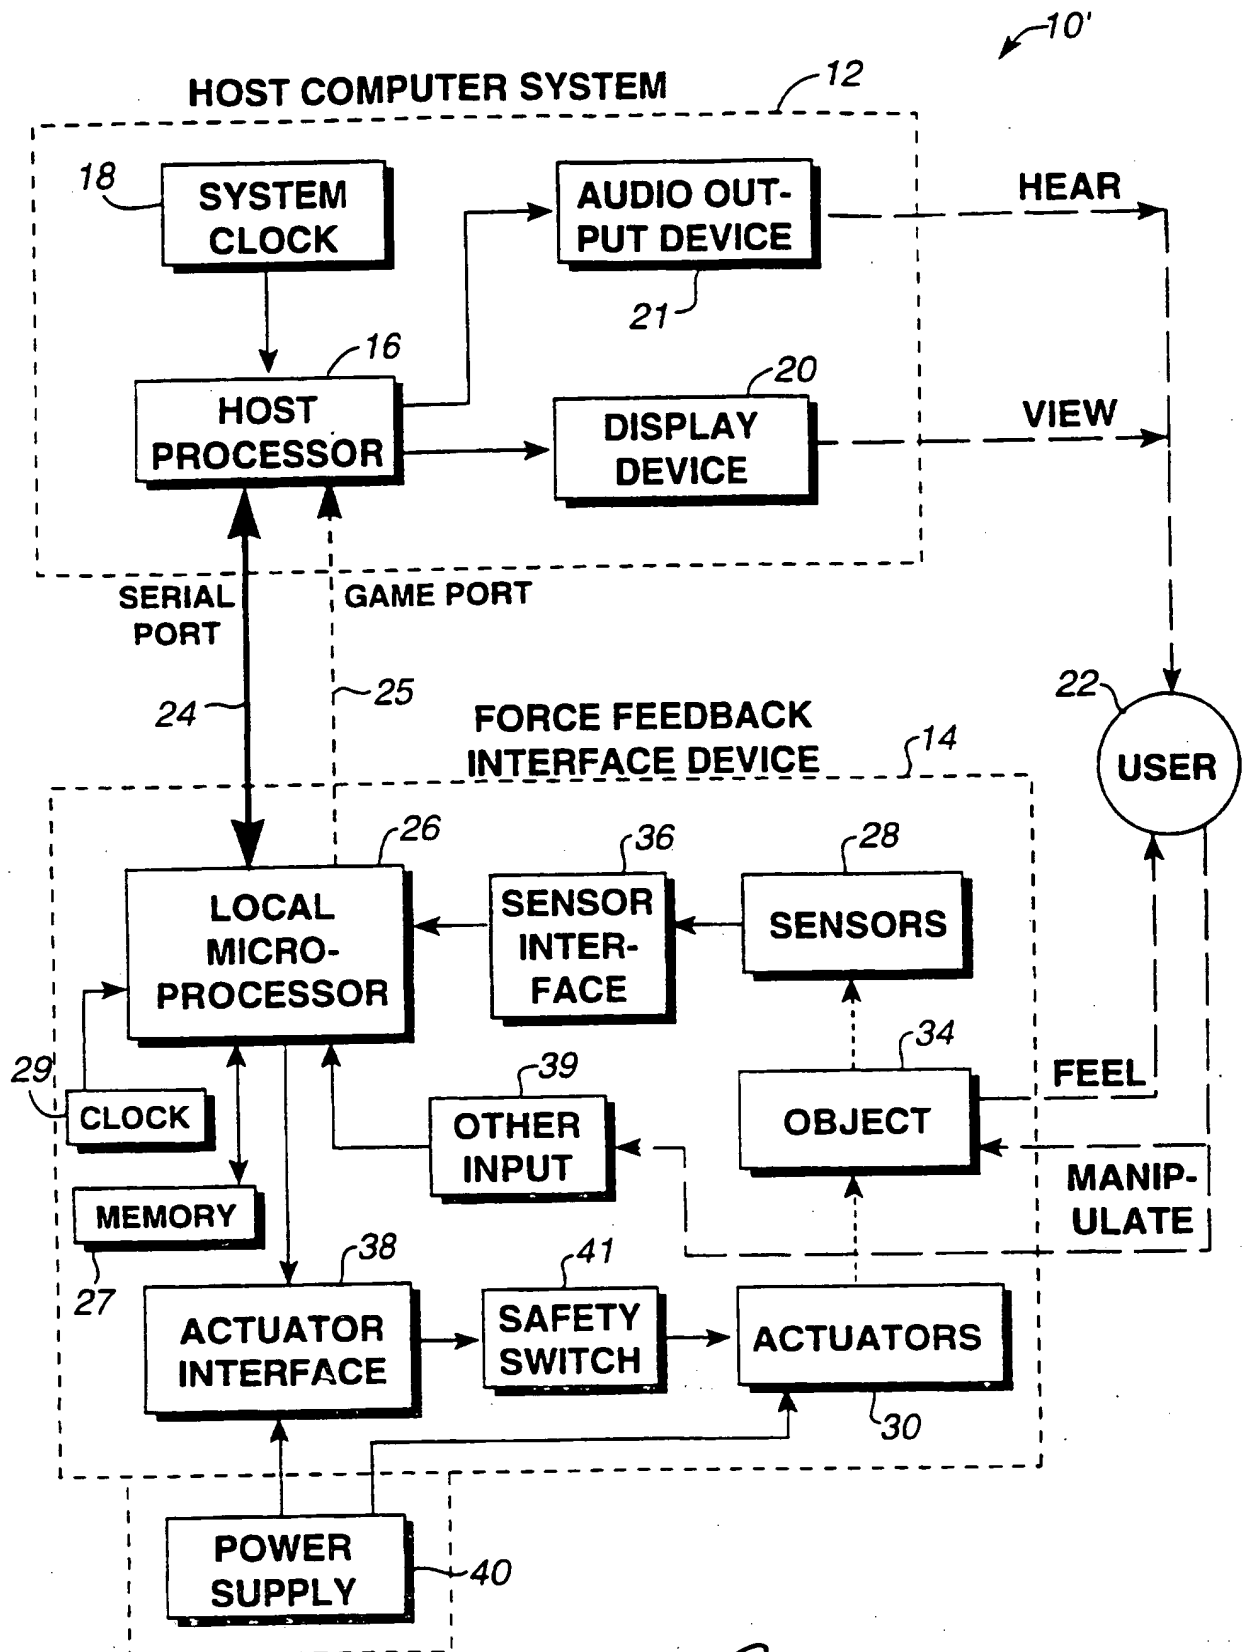 10'
HOST COMPUTER SYSTEM
12
18
SYSTEM
CLOCK
AUDIO OUT-
PUT DEVICE
HEAR
21
16
20
HOST
PROCESSOR
DISPLAY
DEVICE
VIEW
SERIAL
PORT
GAME PORT
24
25
FORCE FEEDBACK
INTERFACE DEVICE
14
22
USER
26
36
28
LOCAL
MICRO-
PROCESSOR
SENSOR
INTER-
FACE
SENSORS
29
CLOCK
39
34
FEEL
OTHER
INPUT
OBJECT
MANIP-
ULATE
MEMORY
27
38
41
ACTUATOR
INTERFACE
SAFETY
SWITCH
ACTUATORS
30
POWER
SUPPLY
40